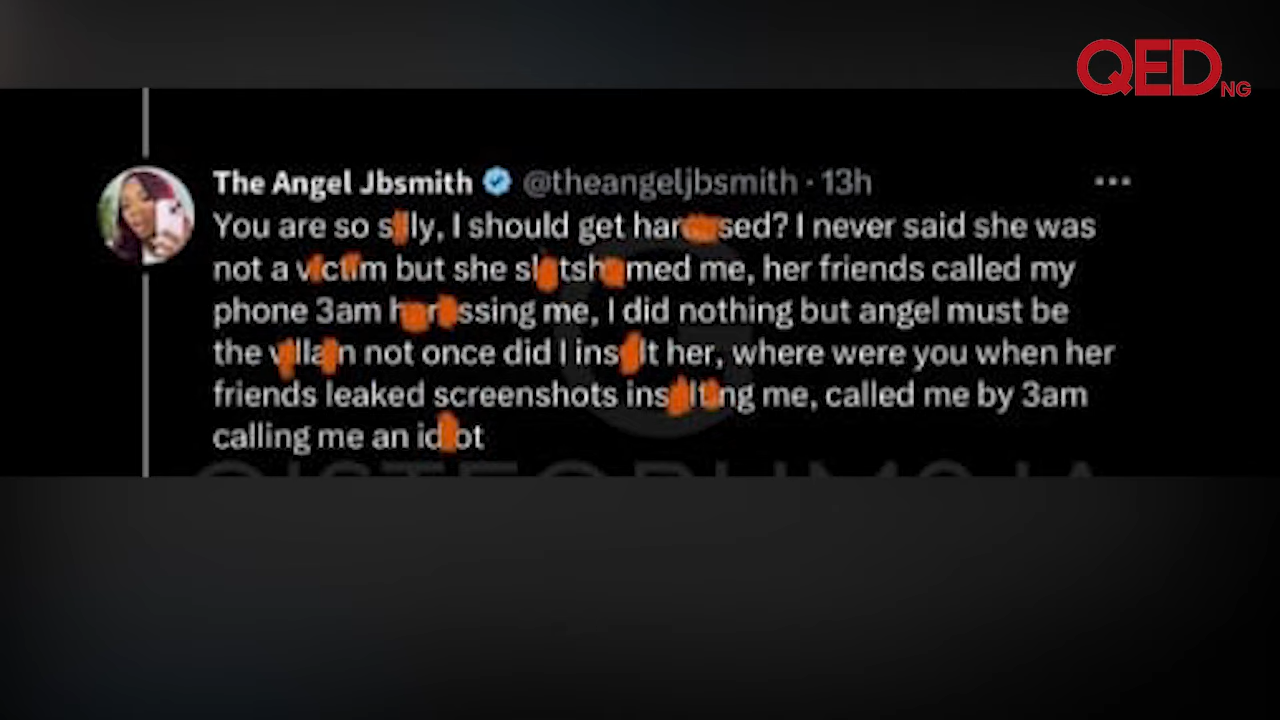 QED NG
The Angel Jbsmith @theangeljbsmith · 13h
You are so silly, I should get harassed? I never said she was
not a victim but she slutshamed me, her friends called my
phone 3am harassing me, I did nothing but angel must be
the villain not once did I insult her, where were you when her
friends leaked screenshots insulting me, called me by 3am
calling me an idiot